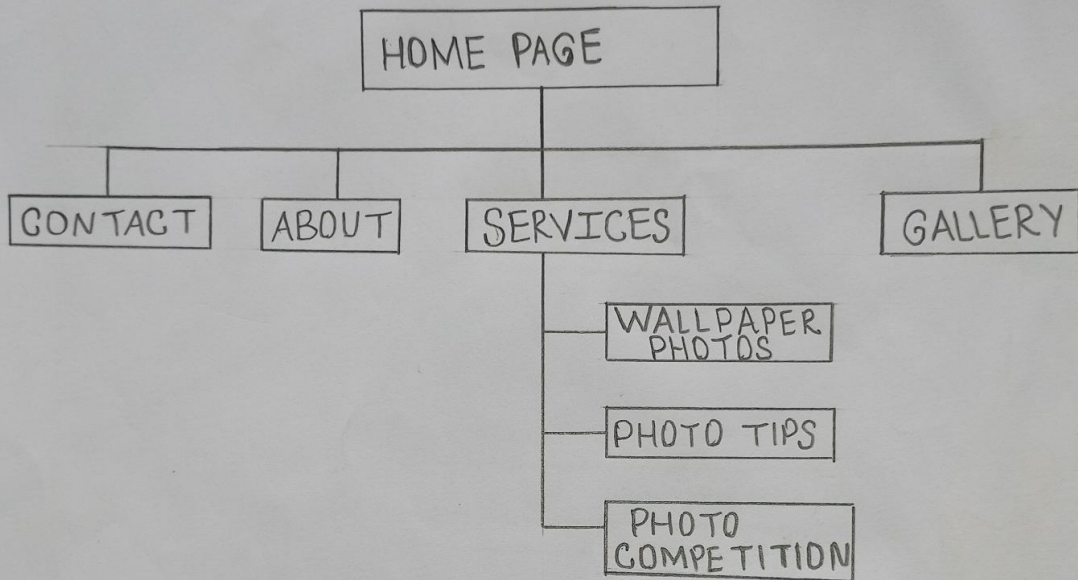 HOME PAGE
CONTACT ABOUT SERVICES GALLERY
WALLPAPER
PHOTOS
PHOTO TIPS
PHOTO
COMPETITION